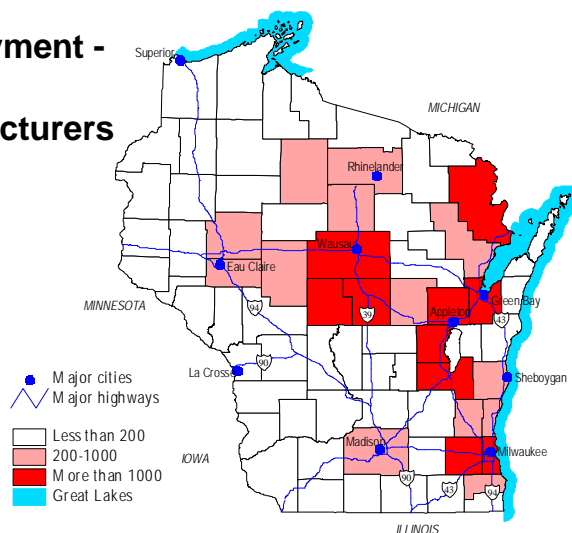 yment -
cturers
Superior
MICHIGAN
Rhinelander
Wausau
Eau Claire
Green Bay
MINNESOTA
94
39
Appleton
43
90
La Crosse
Sheboygan
Major cities
Major highways
Less than 200
200-1000
More than 1000
Great Lakes
IOWA
Madison
Milwaukee
90
43
94
ILLINOIS